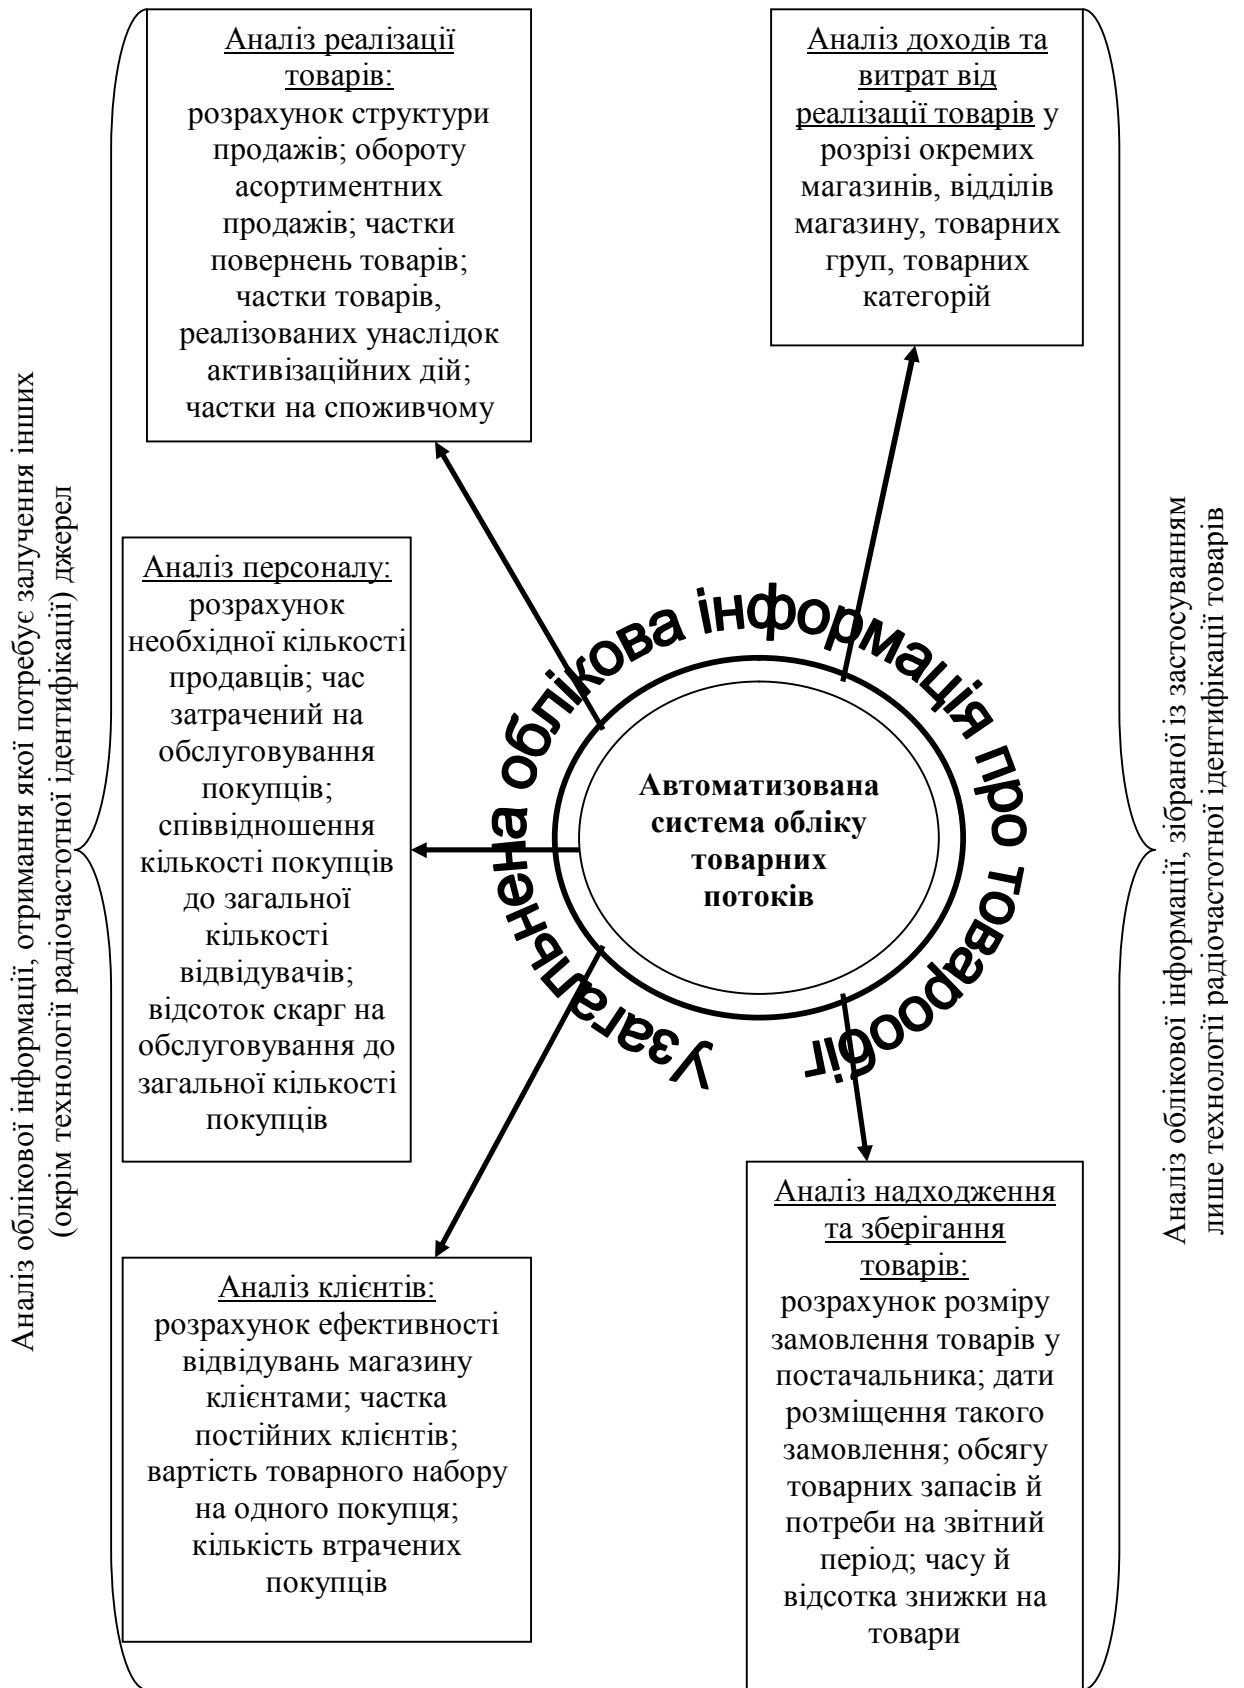 Аналіз облікової інформації, отримання якої потребує залучення інших
(окрім технології радіочастотної ідентифікації) джерел
Аналіз реалізації
товарів:
розрахунок структури
продажів; обороту
асортиментних
продажів; частки
повернень товарів;
частки товарів,
реалізованих унаслідок
активізаційних дій;
частки на споживчому
Аналіз персоналу:
розрахунок
необхідної кількості
продавців; час
затрачений на
обслуговування
покупців;
співвідношення
кількості покупців
до загальної
кількості
відвідувачів;
відсоток скарг на
обслуговування до
загальної кількості
покупців
Аналіз клієнтів:
розрахунок ефективності
відвідувань магазину
клієнтами; частка
постійних клієнтів;
вартість товарного набору
на одного покупця;
кількість втрачених
покупців
Узагальнена облікова інформація про товарообіг
Автоматизована
система обліку
товарних
потоків
Аналіз доходів та
витрат від
реалізації товарів у
розрізі окремих
магазинів, відділів
магазину, товарних
груп, товарних
категорій
Аналіз надходження
та зберігання
товарів:
розрахунок розміру
замовлення товарів у
постачальника; дати
розміщення такого
замовлення; обсягу
товарних запасів й
потреби на звітний
період; часу й
відсотка знижки на
товари
Аналіз облікової інформації, зібраної із застосуванням
лише технології радіочастотної ідентифікації товарів